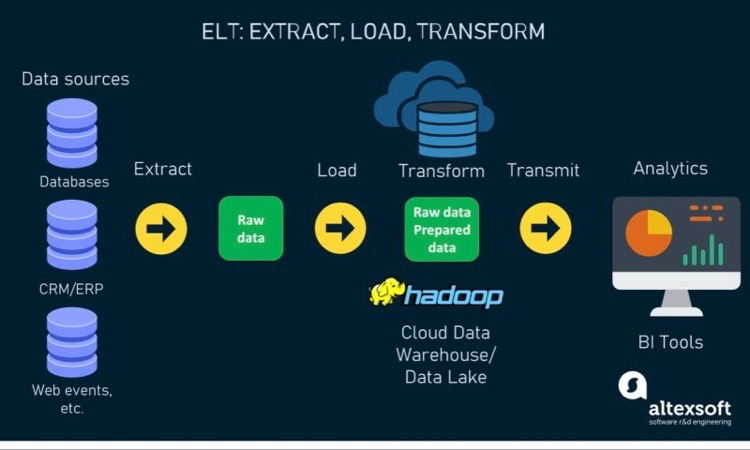 ELT: EXTRACT, LOAD, TRANSFORM
Data sources
Databases
CRM/ERP
Web events,
etc.
Extract
Raw
data
Load
Transform
Raw data
Prepared
data
hadoop
Cloud Data
Warehouse/
Data Lake
Transmit
Analytics
BI Tools
altexsoft
software r&d engineering